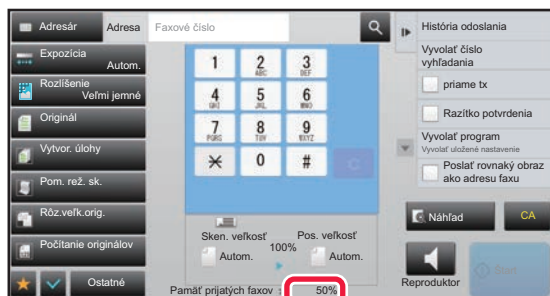 Adresár
Adresa
Faxové číslo
Expozícia
Autom.
Rozlíšenie
Veľmi jemné
Originál
Vytvor. úlohy
Pom. rež. sk.
Rôz.veľk.orig.
Počítanie originálov
Ostatné
1
2 ABC
3 DEF
4 GHI
5 JKL
6 MNO
7 PQRS
8 TUV
9 WXYZ
0
#
C
Sken. veľkosť
Pos. veľkosť
100%
Autom.
Autom.
Pamäť prijatých faxov :
50%
História odoslania
Vyvolať číslo
vyhľadania
priame tx
Razítko potvrdenia
Vyvolať program
Vyvolať uložené nastavenie
Poslať rovnaký obraz
ako adresu faxu
Náhľad
CA
Reproduktor
Start